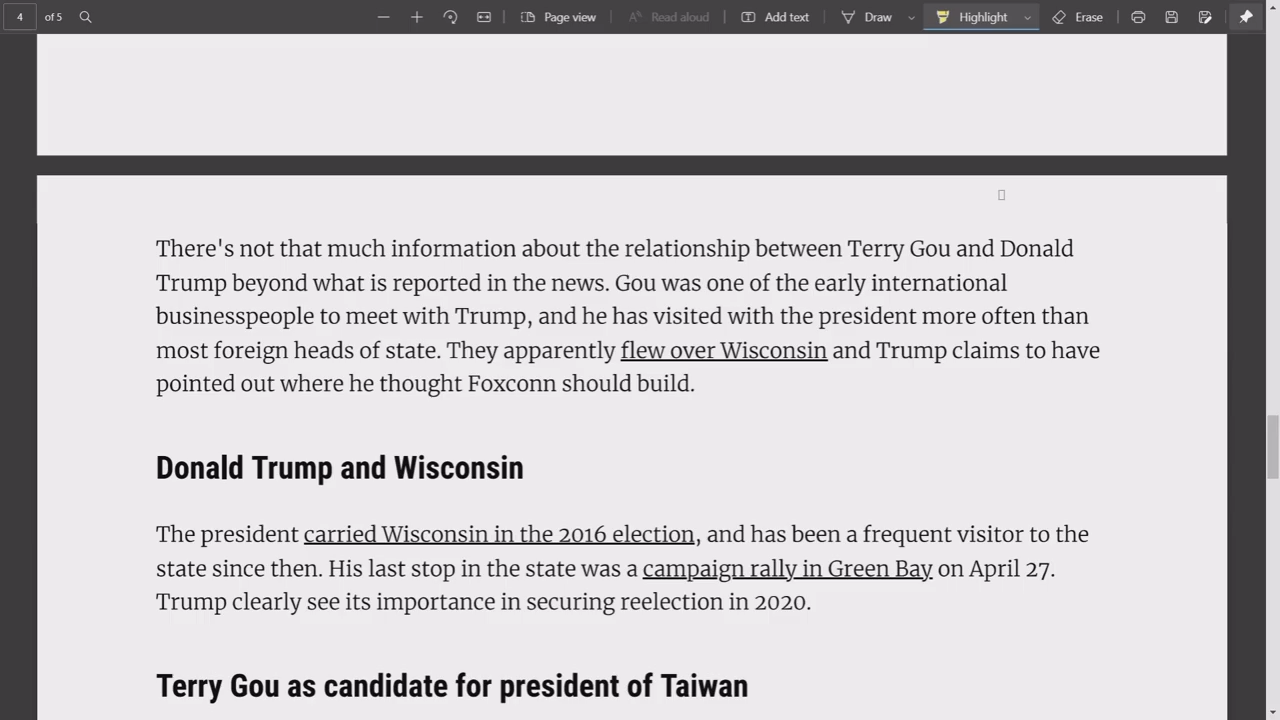 4 of 5 Page view Read aloud Add text Draw Highlight Erase
There's not that much information about the relationship between Terry Gou and Donald
Trump beyond what is reported in the news. Gou was one of the early international
businesspeople to meet with Trump, and he has visited with the president more often than
most foreign heads of state. They apparently flew over Wisconsin and Trump claims to have
pointed out where he thought Foxconn should build.
Donald Trump and Wisconsin
The president carried Wisconsin in the 2016 election, and has been a frequent visitor to the
state since then. His last stop in the state was a campaign rally in Green Bay on April 27.
Trump clearly see its importance in securing reelection in 2020.
Terry Gou as candidate for president of Taiwan